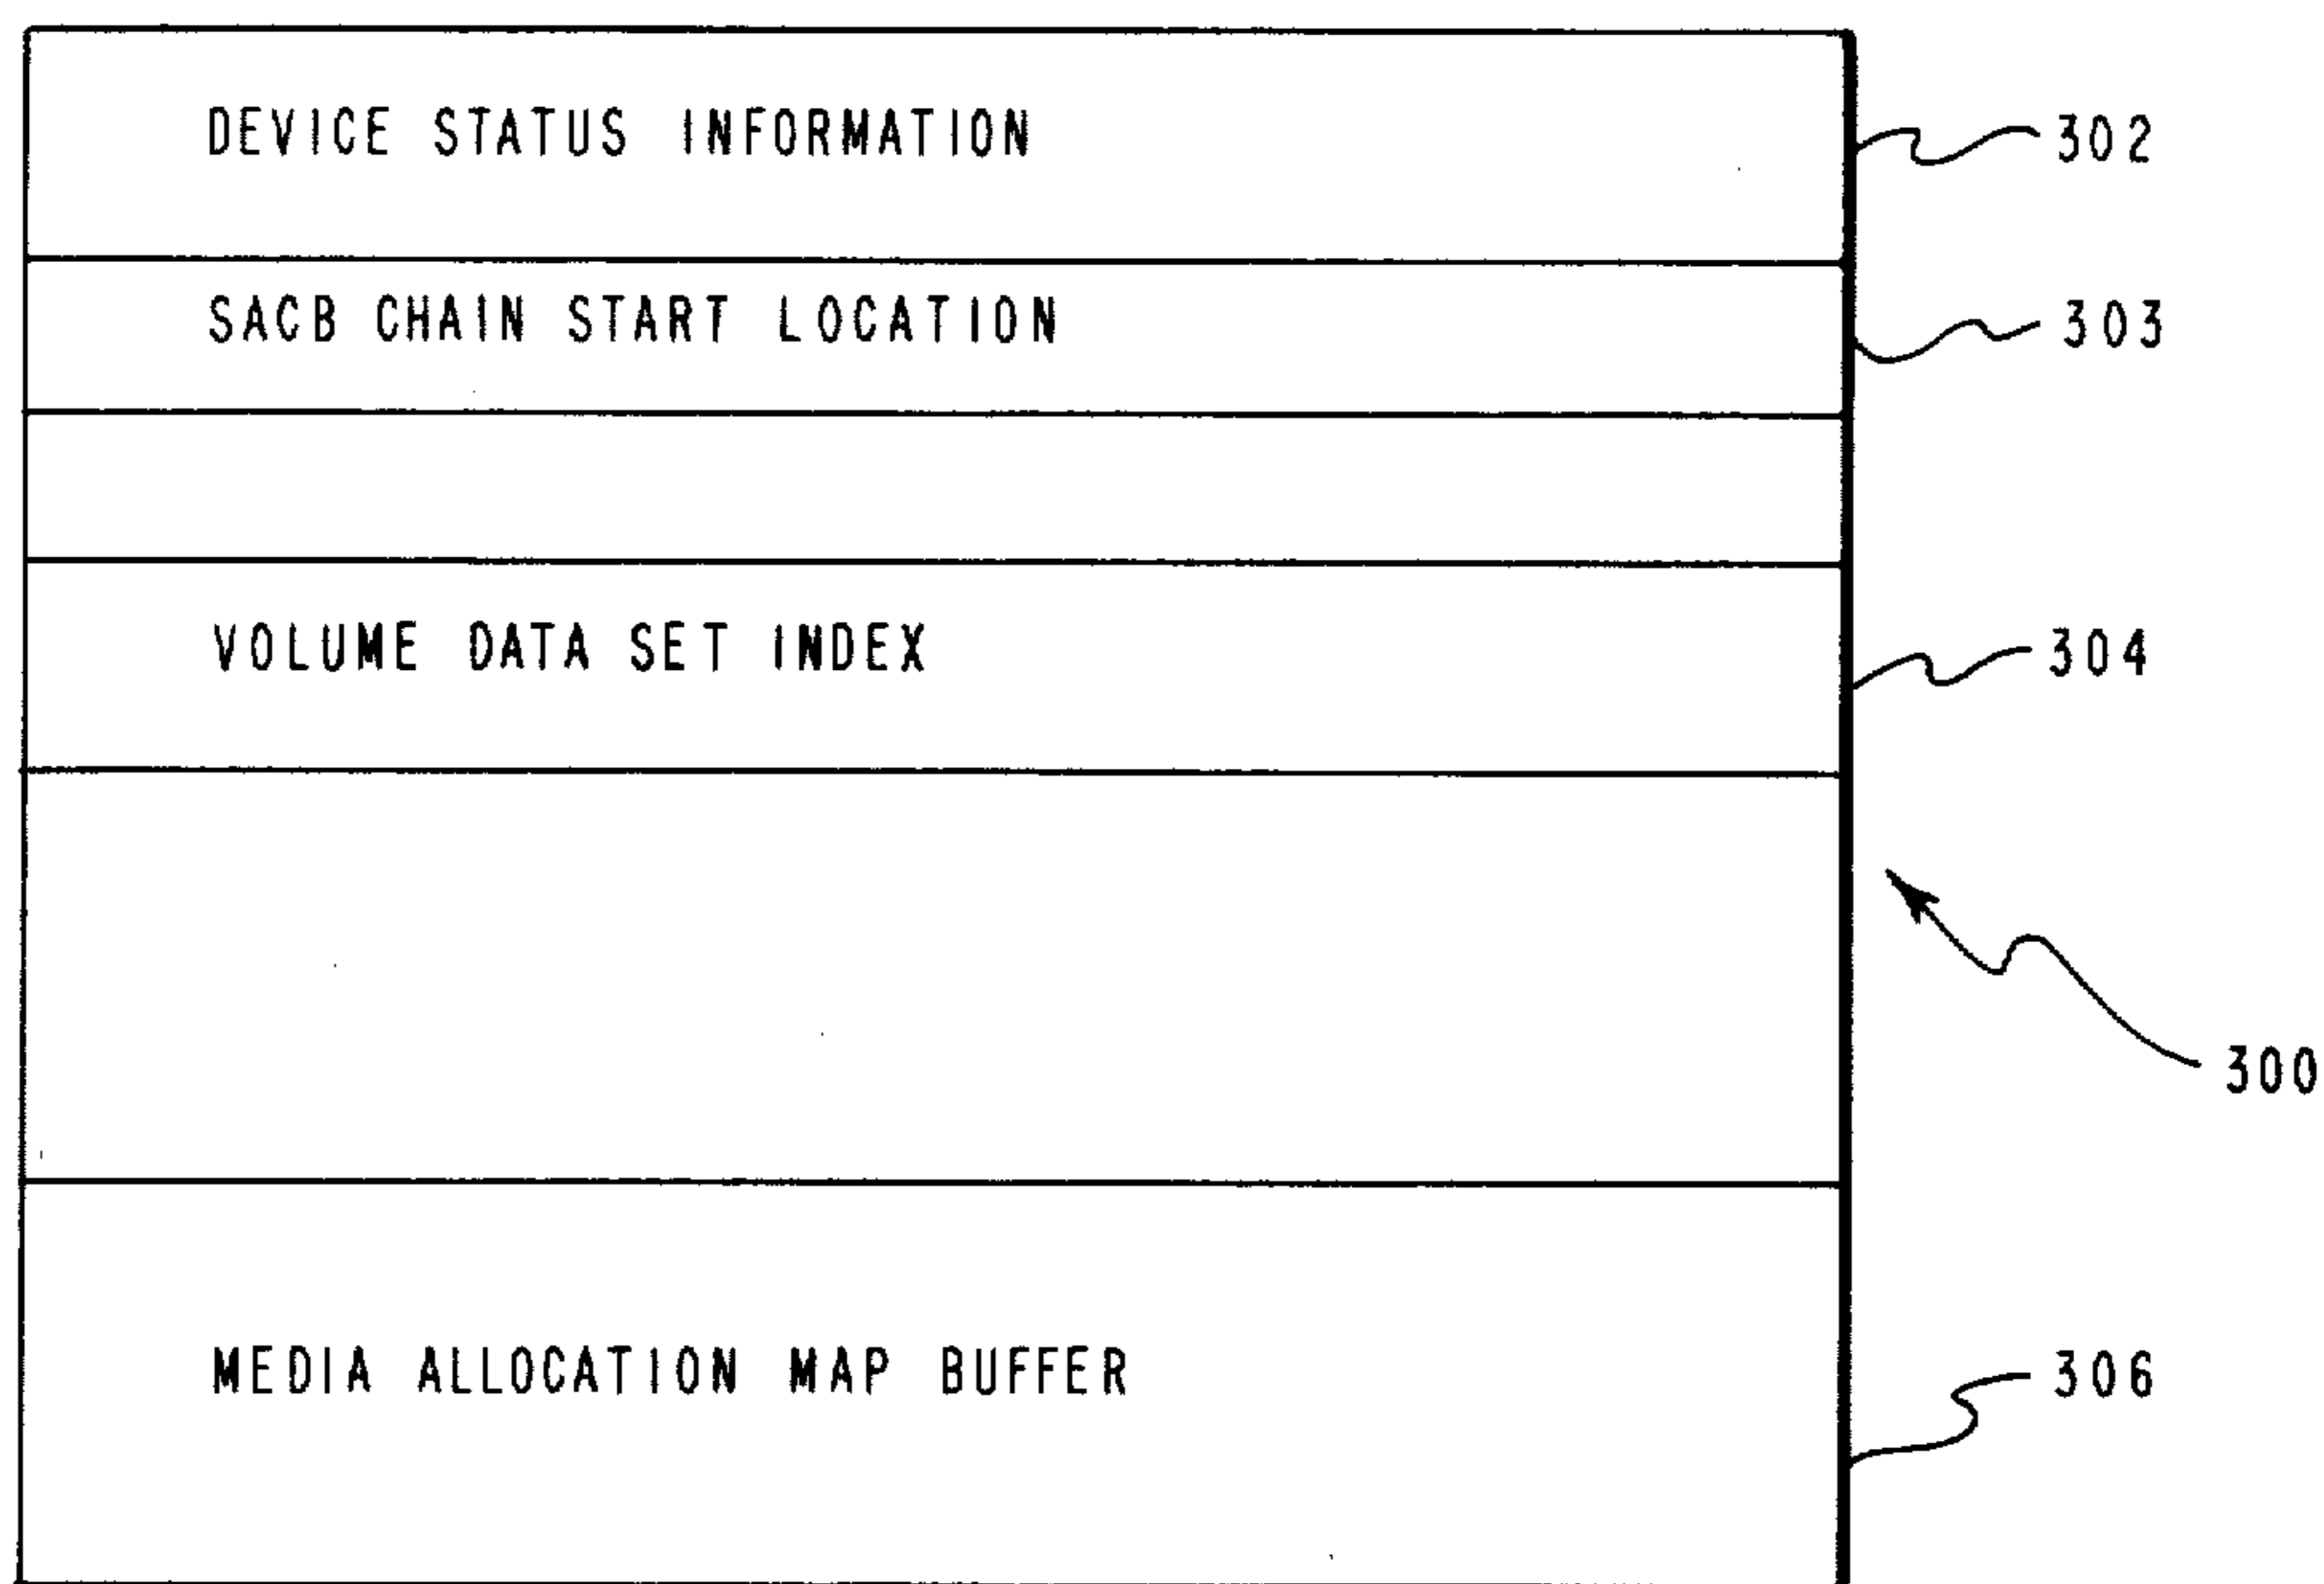 DEVICE STATUS INFORMATION
302
SACB CHAIN START LOCATION
303
VOLUME DATA SET INDEX
304
300
MEDIA ALLOCATION MAP BUFFER
306